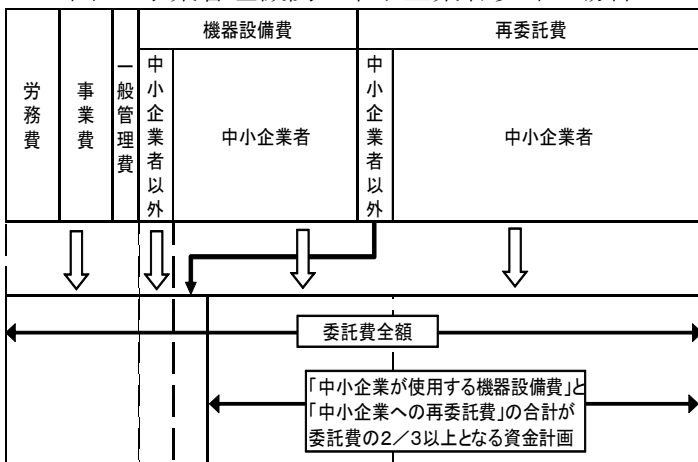 機器設備費
再委託費
労務費
事業費
一般管理費
中小企業者以外
中小企業者
中小企業者以外
中小企業者
委託費全額
「中小企業が使用する機器設備費」と
「中小企業への再委託費」の合計が
委託費の2/3以上となる資金計画